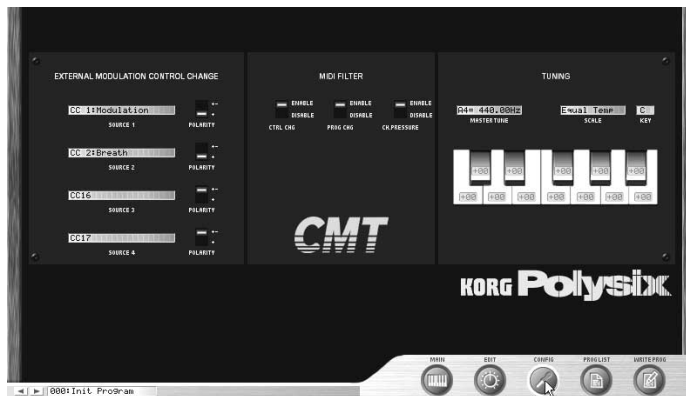 EXTERNAL MODULATION CONTROL CHANGE
CC 1:Modulation
SOURCE 1
POLARITY
+-
+
CC 2:Breath
SOURCE 2
POLARITY
+-
+
CC16
SOURCE 3
POLARITY
+-
+
CC17
SOURCE 4
POLARITY
+-
+
MIDI FILTER
ENABLE ENABLE ENABLE
DISABLE DISABLE DISABLE
CTRL CHG PROG CHG CH.PRESSURE
CMT
TUNING
A4= 440.00Hz Equal Temp C
MASTER TUNE SCALE KEY
+00 +00 +00 +00 +00
+00 +00 +00 +00 +00 +00 +00
KORG Polysix
MAIN EDIT CONFIG PROG LIST WRITE PROG
000:Init Program